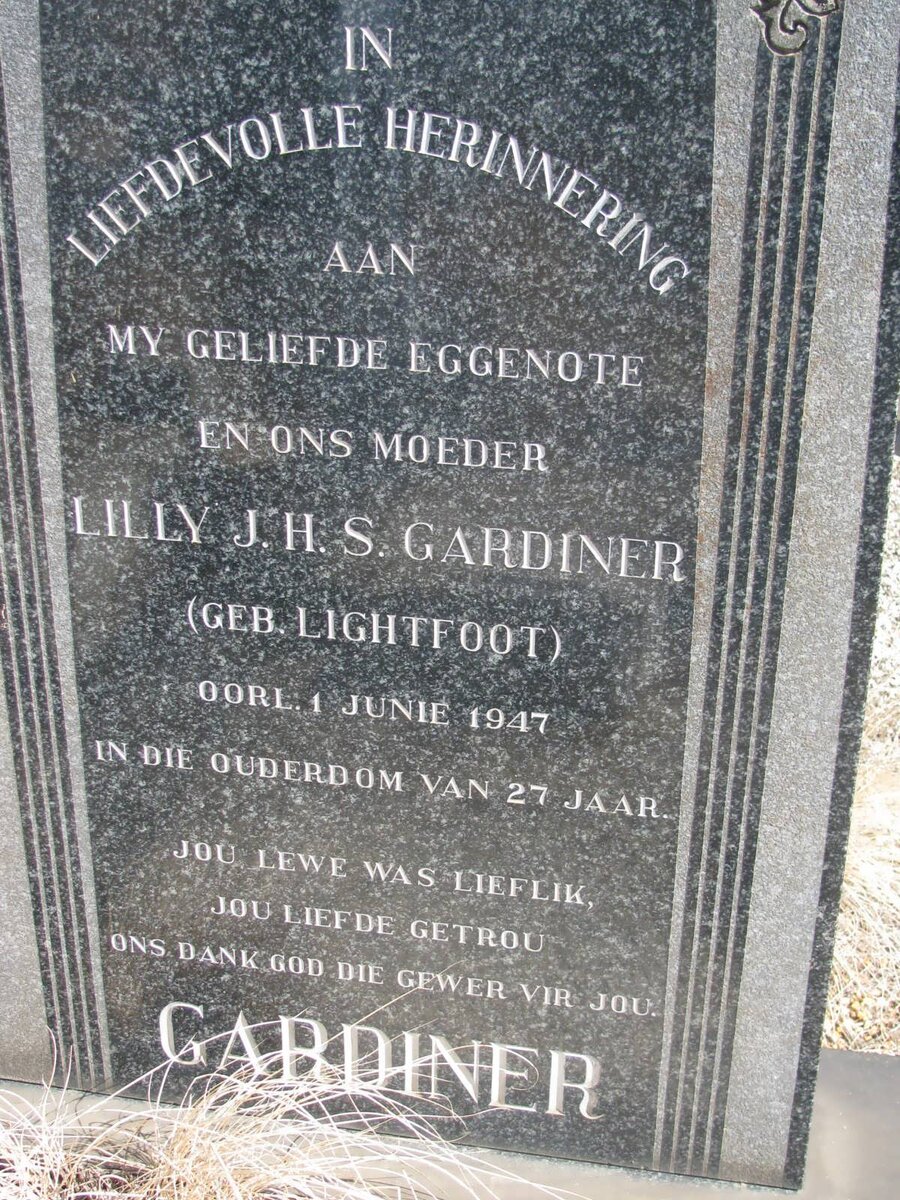 IN
LIEFDEVOLLE HERINNERING
AAN
MY GELIEFDE EGGENOTE
EN ONS MOEDER
LILLY J.H.S. GARDINER
(GEB. LIGHTFOOT)
OORL. 1 JUNIE 1947
IN DIE OUDERDOM VAN 27 JAAR.
JOU LEWE WAS LIEFLIK,
JOU LIEFDE GETROU
ONS DANK GOD DIE GEWER VIR JOU.
GARDINER